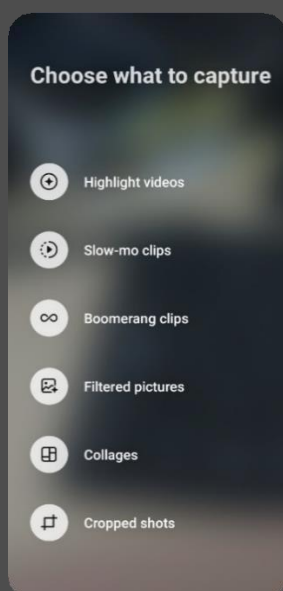 Choose what to capture
Highlight videos
Slow-mo clips
Boomerang clips
Filtered pictures
Collages
Cropped shots